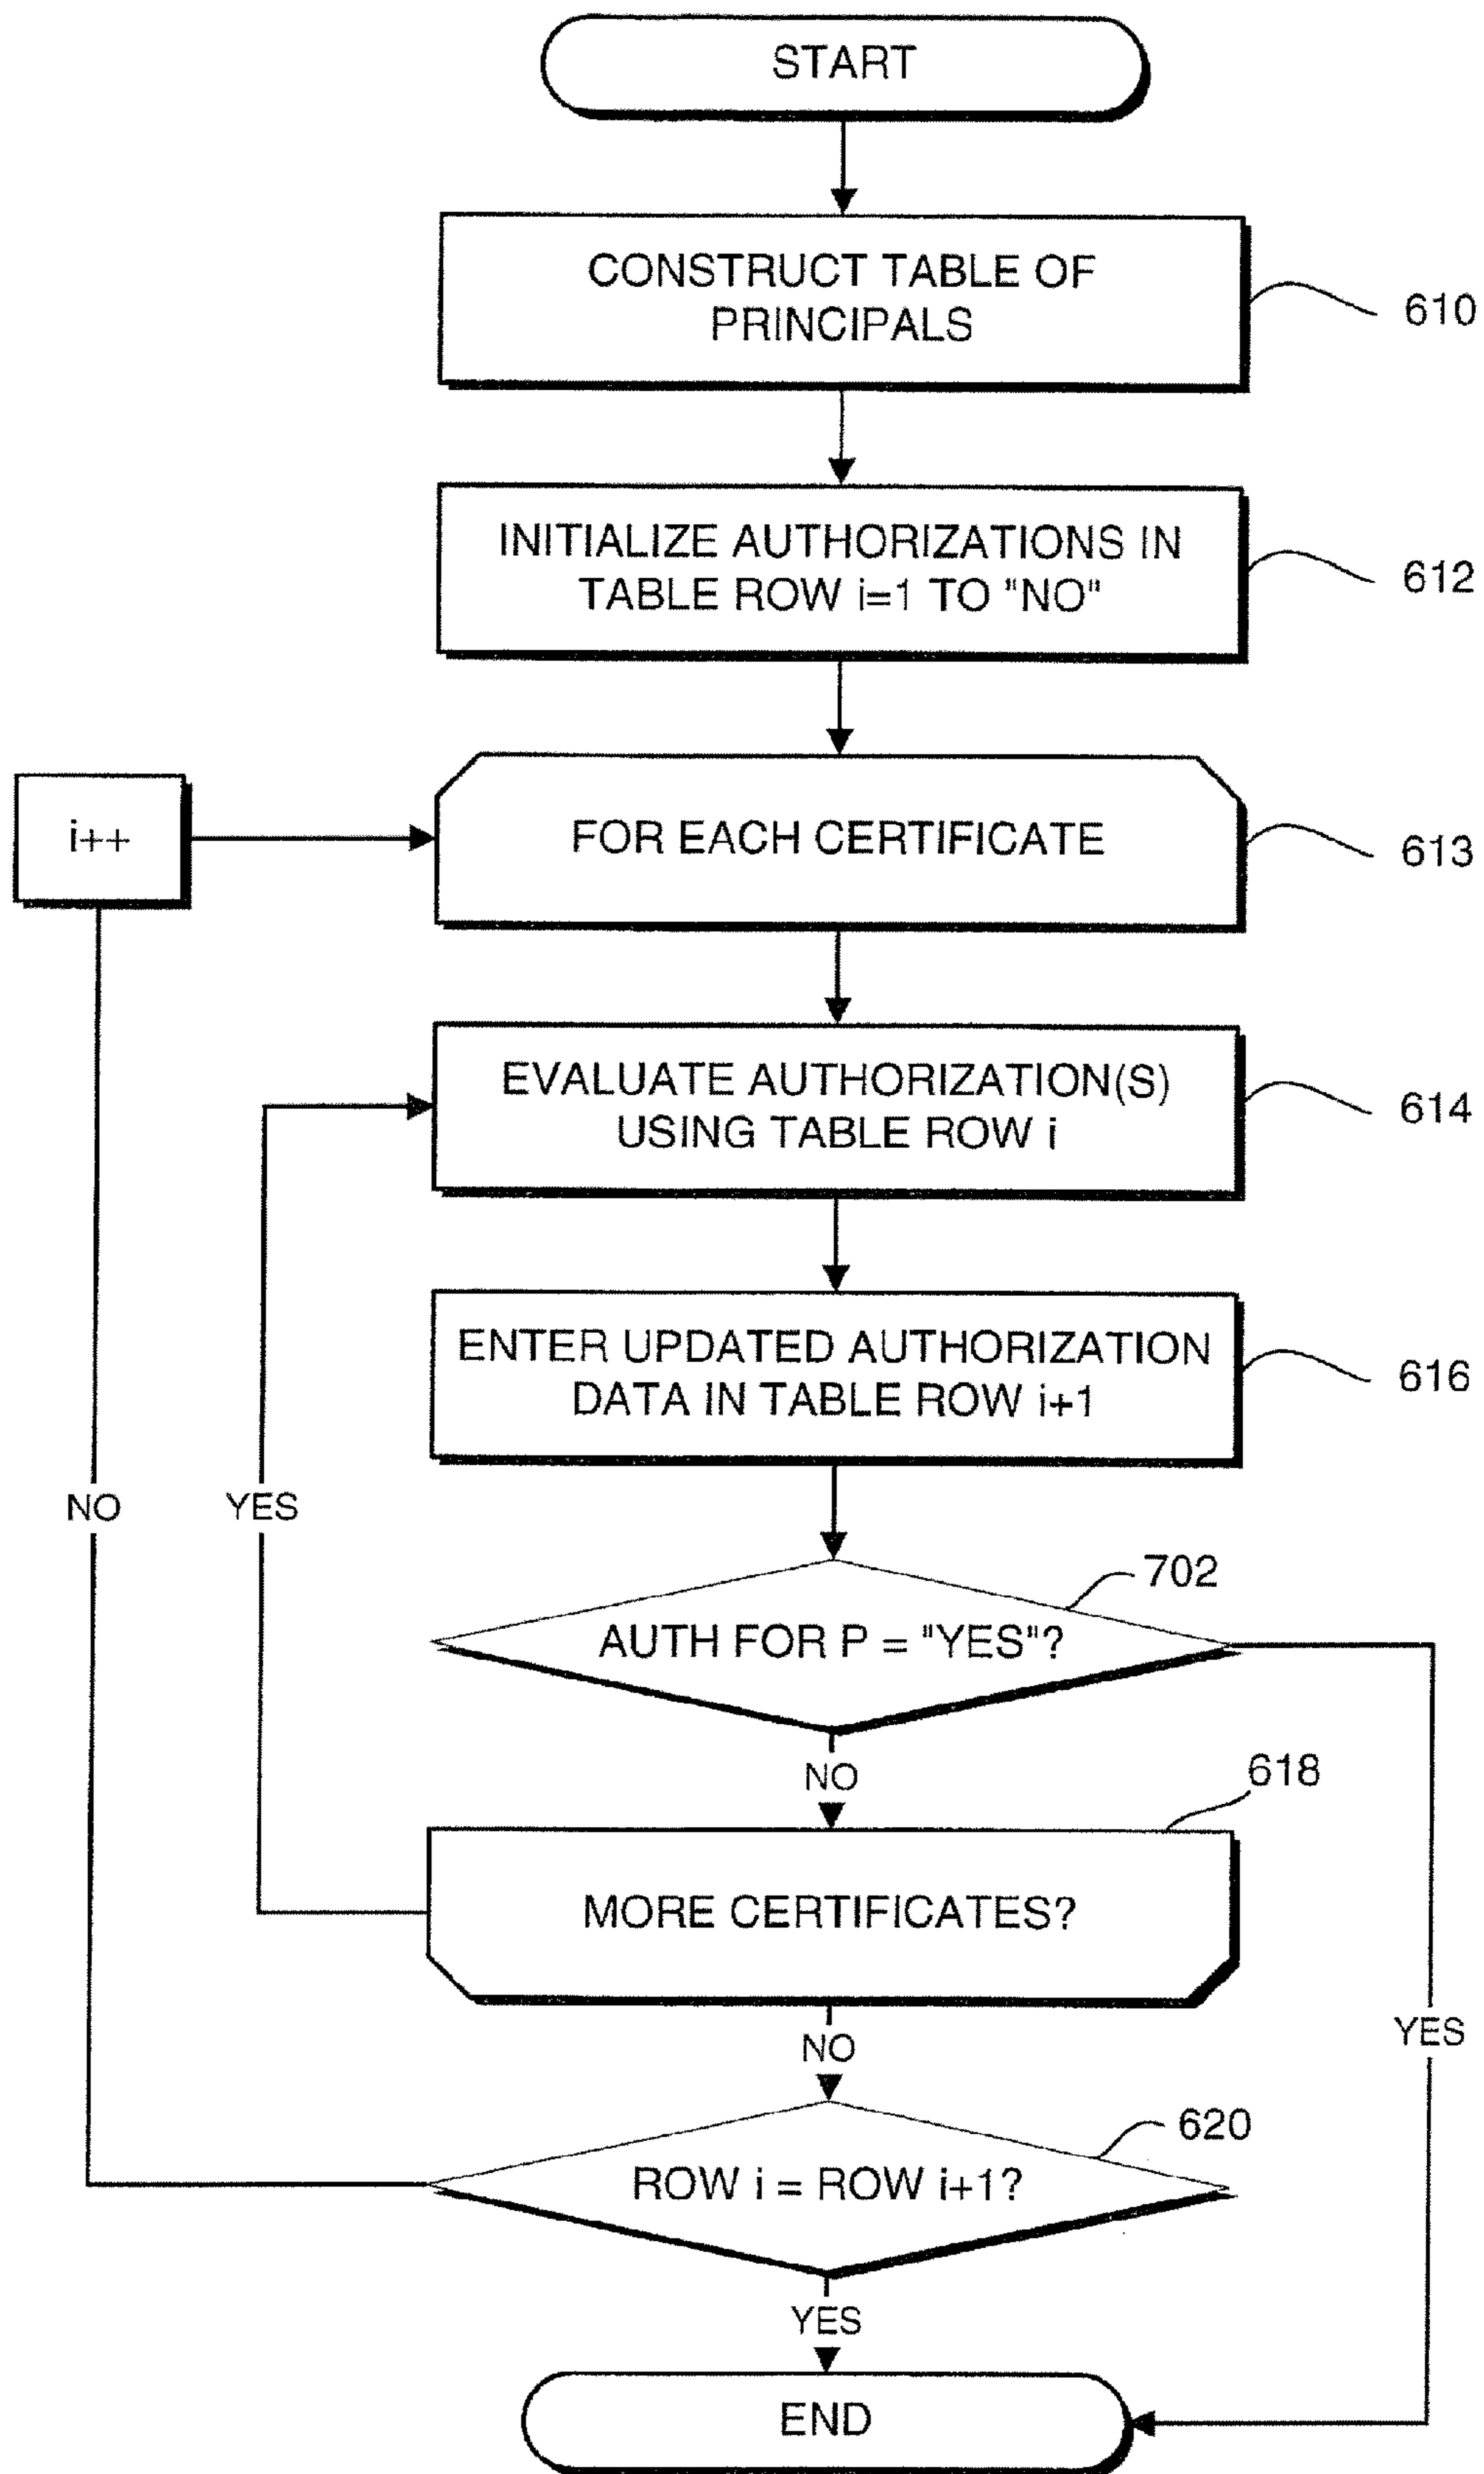 START
CONSTRUCT TABLE OF
PRINCIPALS
610
INITIALIZE AUTHORIZATIONS IN
TABLE ROW i=1 TO "NO"
612
i++
FOR EACH CERTIFICATE
613
EVALUATE AUTHORIZATION(S)
USING TABLE ROW i
614
ENTER UPDATED AUTHORIZATION
DATA IN TABLE ROW i+1
616
NO
YES
702
AUTH FOR P = "YES"?
NO
618
MORE CERTIFICATES?
NO
YES
620
ROW i = ROW i+1?
YES
END